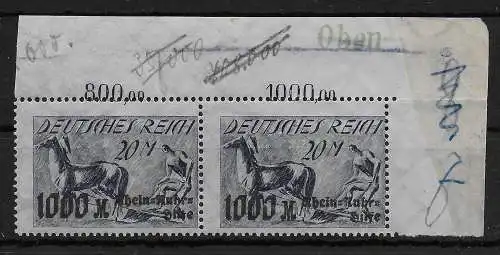 Oben
800,00 1000,00
DEUTSCHES REICH DEUTSCHES REICH
20 M 20 M
1000 M. Rhein-Ruhr- 1000 M. Rhein-Ruhr-
Hilfe Hilfe